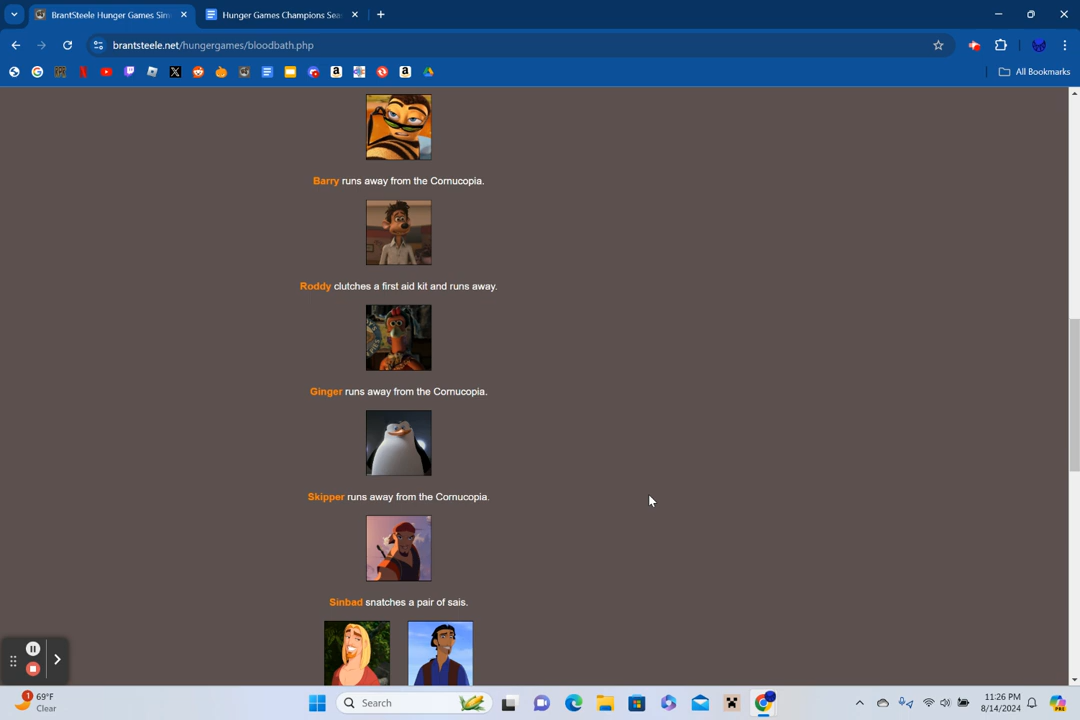 BrantSteele Hunger Games Sim
Hunger Games Champions Sea
brantsteele.net/hungergames/bloodbath.php
All Bookmarks
Barry runs away from the Cornucopia.
Roddy clutches a first aid kit and runs away.
Ginger runs away from the Cornucopia.
Skipper runs away from the Cornucopia.
Sinbad snatches a pair of sais.
1
69°F
Clear
Search
11:26 PM
8/14/2024
PRE